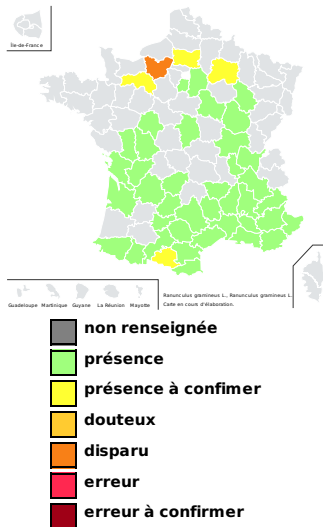 Île-de-France
Guadeloupe Martinique Guyane La Réunion Mayotte
Ranunculus gramineus L., Ranunculus gramineus L.
Carte en cours d'élaboration.
non renseignée
présence
présence à confimer
douteux
disparu
erreur
erreur à confirmer